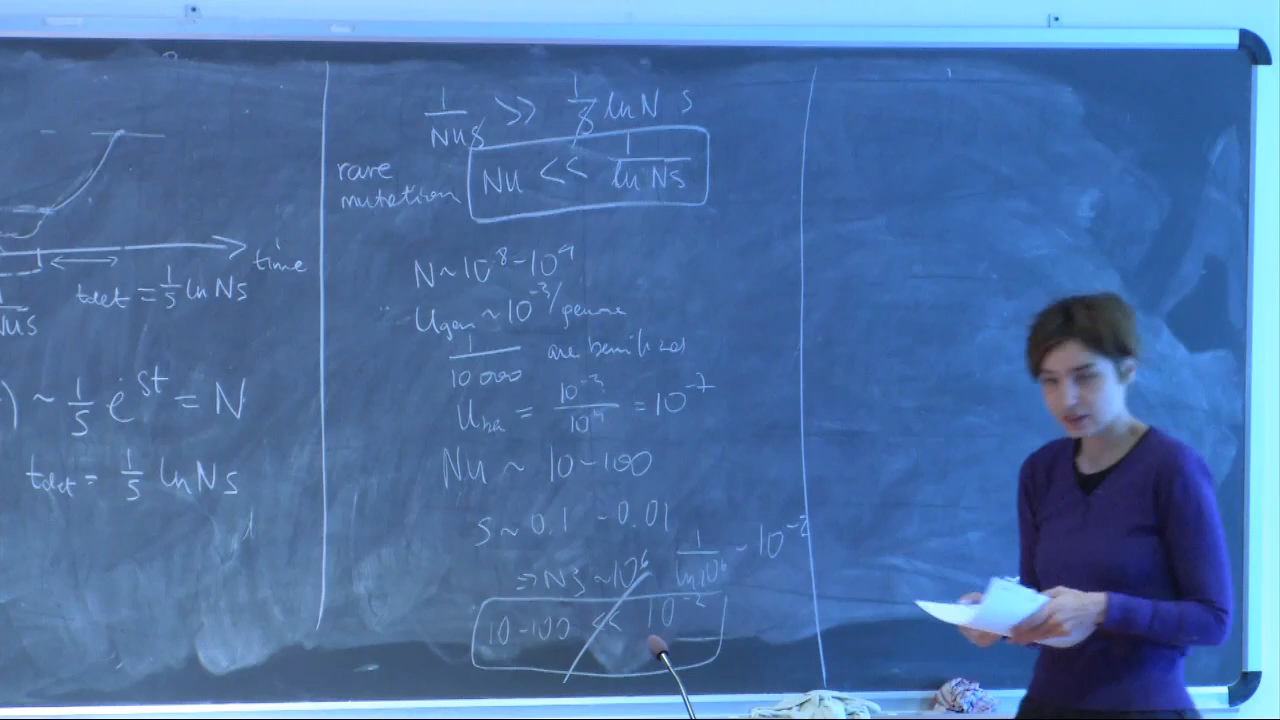 time
t_det = 1/s ln Ns
1/NUs
) ~ 1/s e^st = N
t_det = 1/s ln Ns
1/NUs >> 1/s ln N s
rare mutation
NU << 1/ln Ns
N ~ 10^8 - 10^9
U_gen ~ 10^-3/genome
1/10 000 are beneficial
U_ben = 10^-3/10^4 = 10^-7
NU ~ 10 - 100
s ~ 0.1 - 0.01
⇒ Ns ~ 10^6 1/ln 10^6 ~ 10^-2
10 - 100 << 10^-2